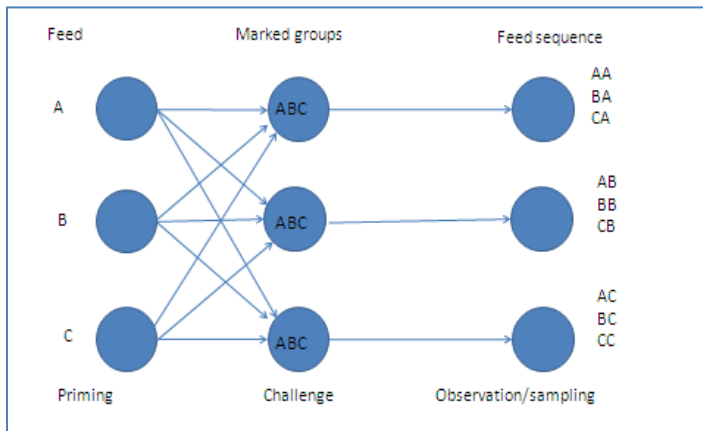 Feed Marked groups Feed sequence
A ABC AA
BA
CA
B ABC AB
BB
CB
C ABC AC
BC
CC
Priming Challenge Observation/sampling